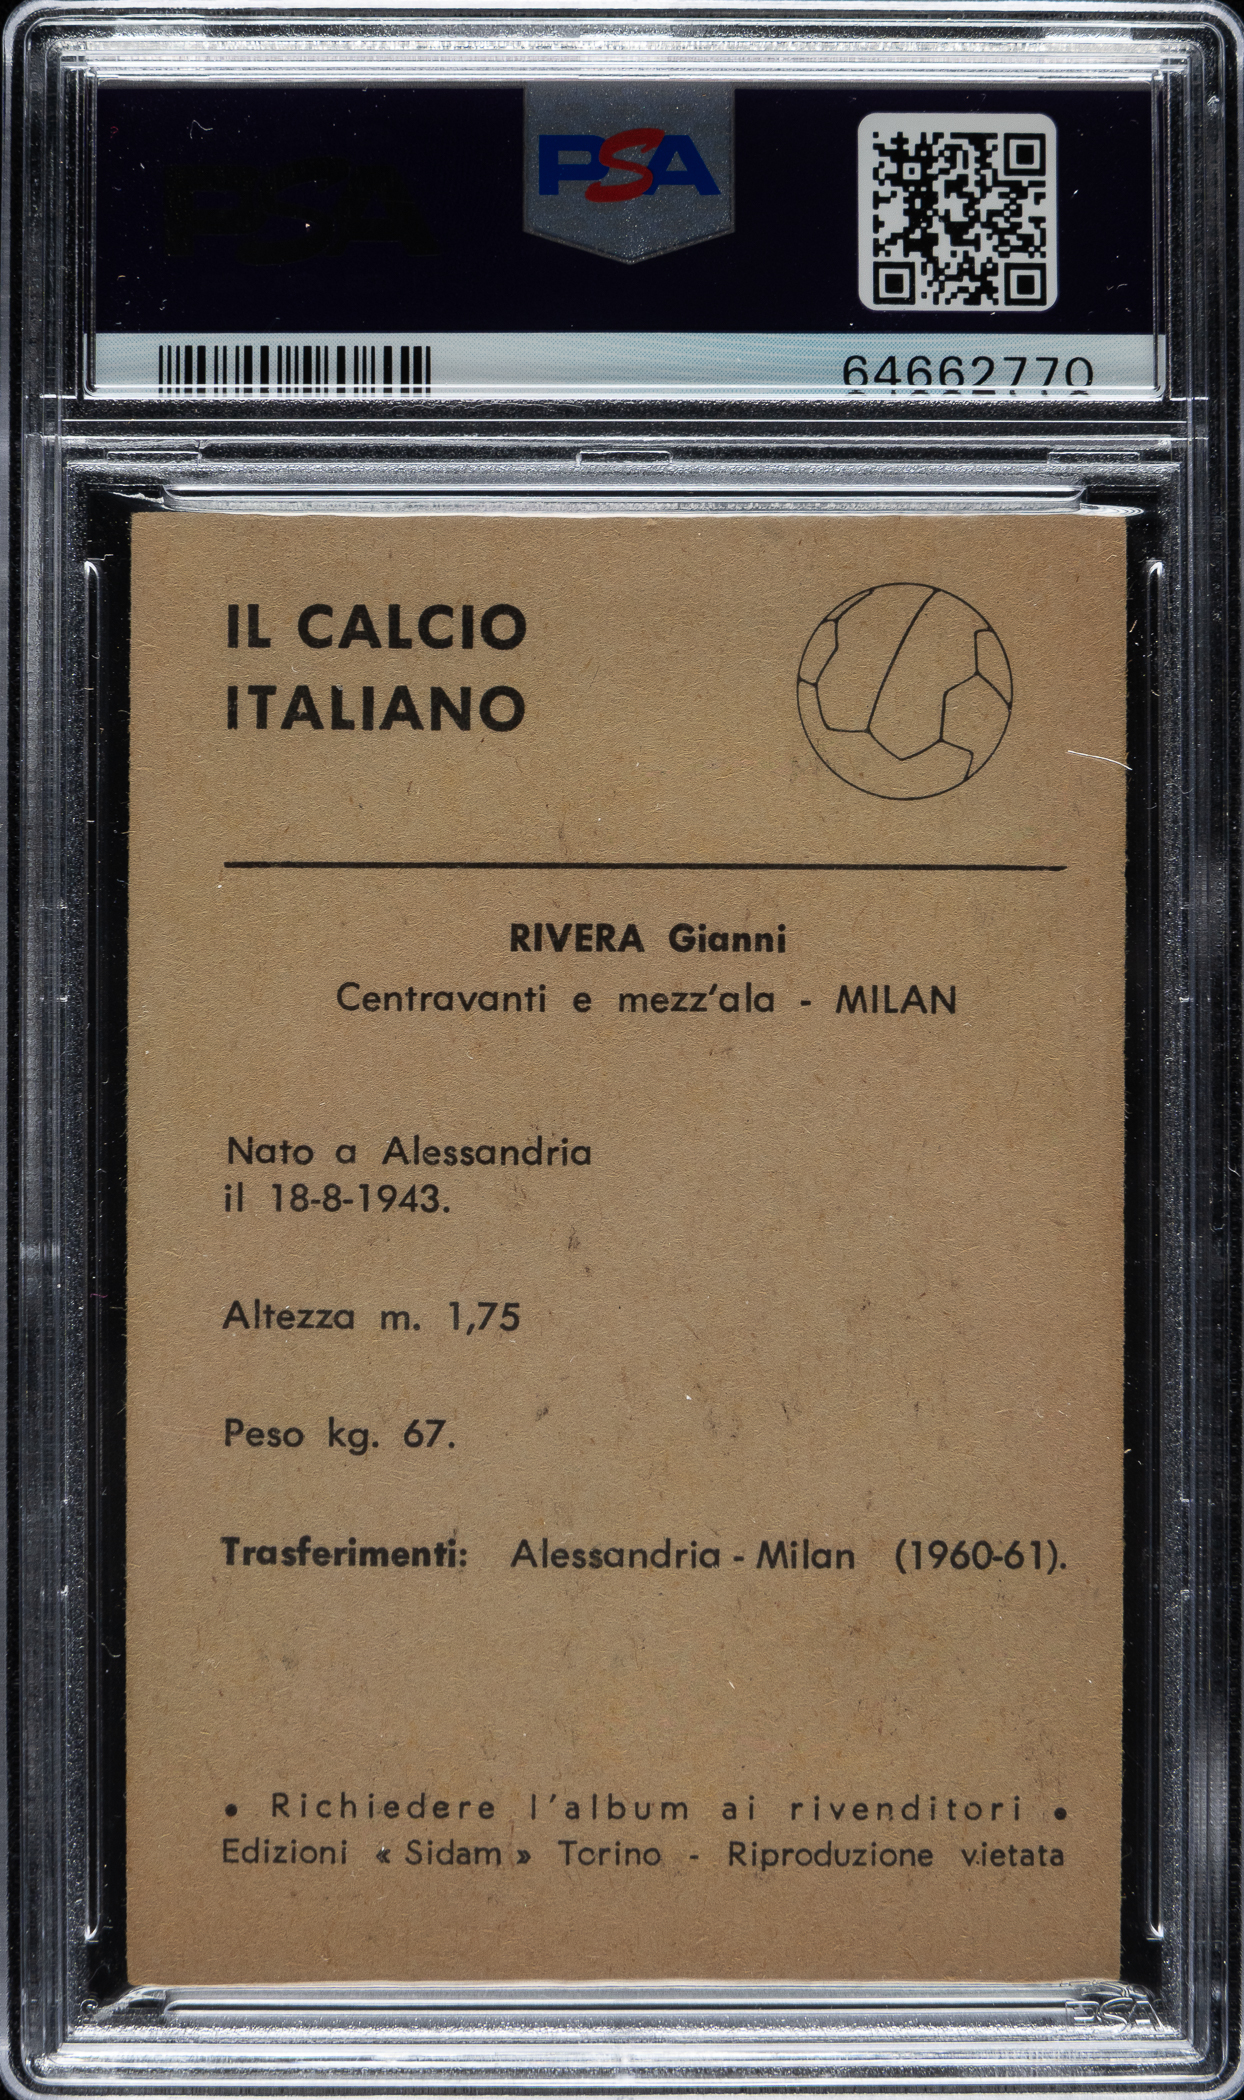 PSA
64662770
IL CALCIO
ITALIANO
RIVERA Gianni
Centravanti e mezz'ala - MILAN
Nato a Alessandria
il 18-8-1943.
Altezza m. 1,75
Peso kg. 67.
Trasferimenti: Alessandria - Milan (1960-61).
• Richiedere l'album ai rivenditori •
Edizioni « Sidam » Torino - Riproduzione vietata
PSA